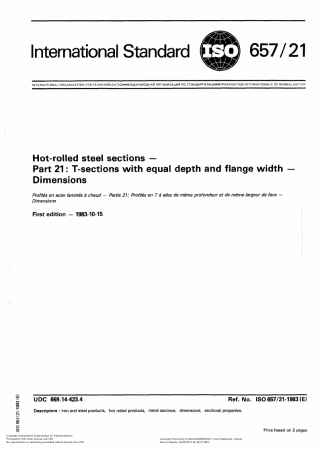 International Standard ISO 657/21
INTERNATIONAL ORGANIZATION FOR STANDARDIZATION•МЕЖДУНАРОДНАЯ ОРГАНИЗАЦИЯ ПО СТАНДАРТИЗАЦИИ•ORGANISATION INTERNATIONALE DE NORMALISATION
Hot-rolled steel sections —
Part 21: T-sections with equal depth and flange width —
Dimensions
Profilés en acier laminés à chaud — Partie 21: Profilés en T à ailes de même profondeur et de même largeur de face —
Dimensions
First edition — 1983-10-15
ISO 657/21-1983 (E)
UDC 669.14-423.4 Ref. No. ISO 657/21-1983 (E)
Descriptors : iron and steel products, hot rolled products, metal sections, dimensions, sectional properties.
Price based on 2 pages